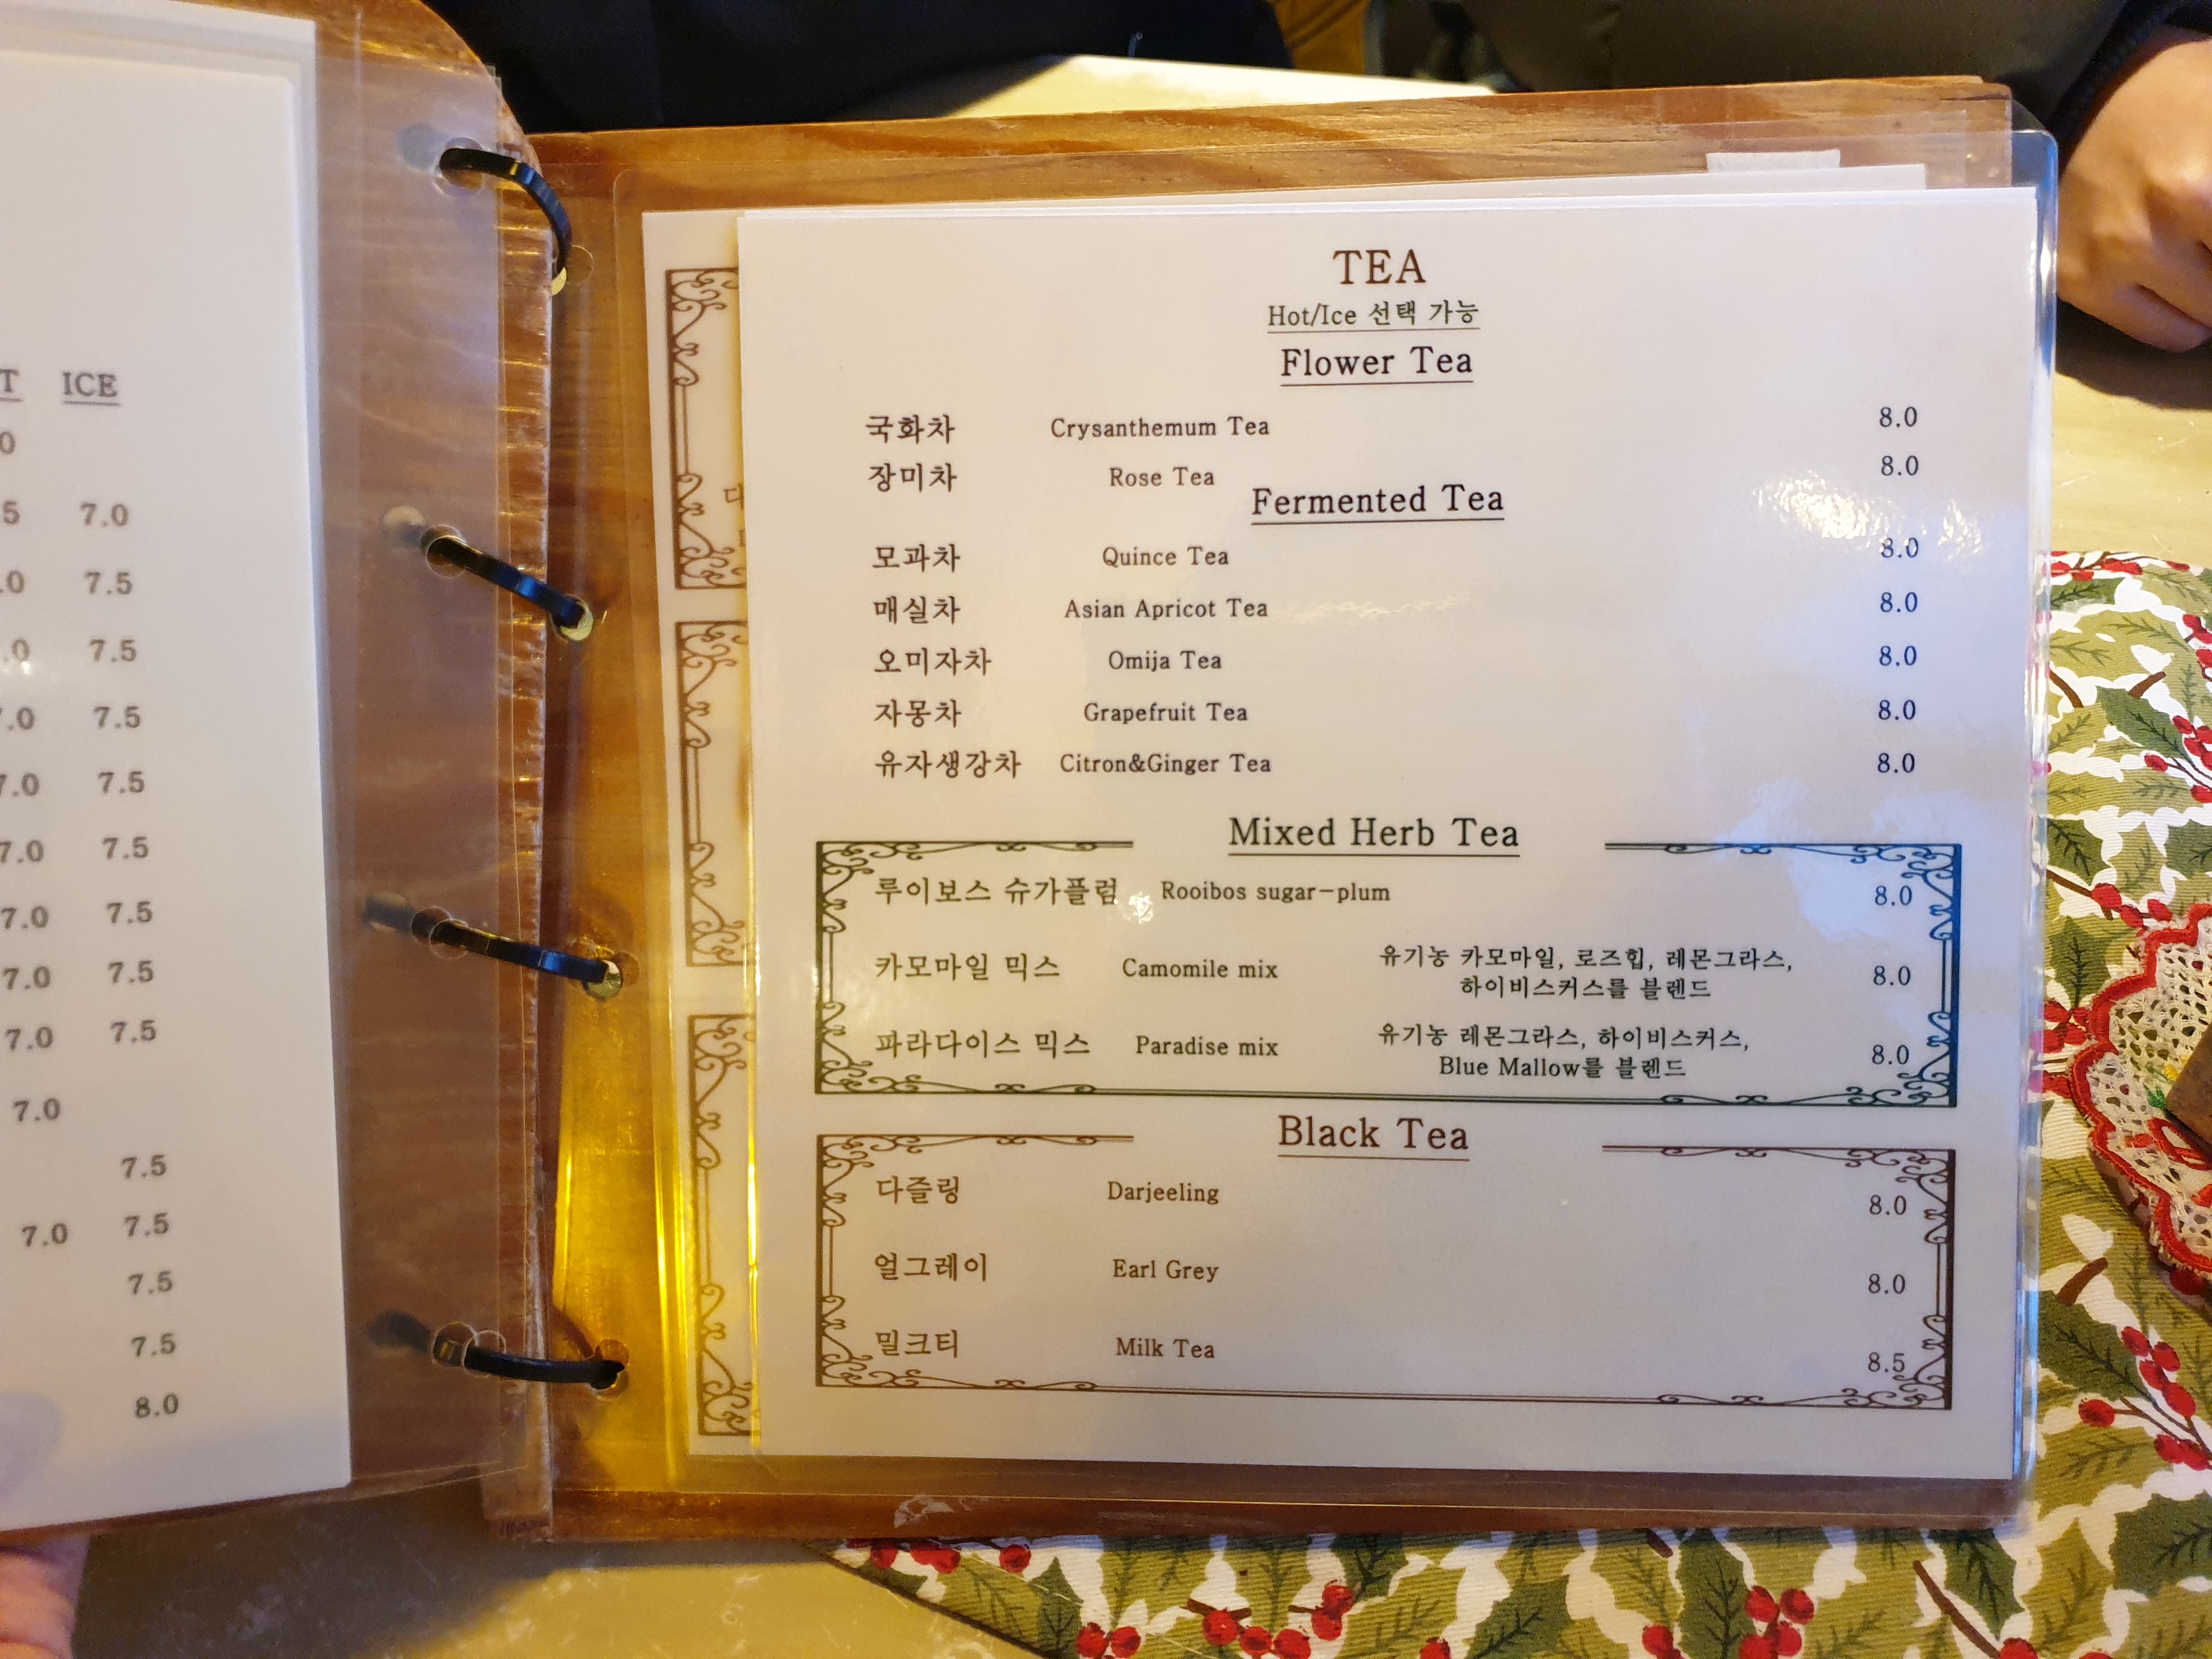 T ICE
0
5 7.0
.0 7.5
.0 7.5
7.0 7.5
7.0 7.5
7.0 7.5
7.0 7.5
7.0 7.5
7.0 7.5
7.0
7.5
7.0 7.5
7.5
7.5
8.0
TEA
Hot/Ice 선택 가능
Flower Tea
국화차 Crysanthemum Tea 8.0
장미차 Rose Tea 8.0
Fermented Tea
모과차 Quince Tea 8.0
매실차 Asian Apricot Tea 8.0
오미자차 Omija Tea 8.0
자몽차 Grapefruit Tea 8.0
유자생강차 Citron&Ginger Tea 8.0
Mixed Herb Tea
루이보스 슈가플럼 Rooibos sugar-plum 8.0
카모마일 믹스 Camomile mix 유기농 카모마일, 로즈힙, 레몬그라스, 8.0
하이비스커스를 블렌드
파라다이스 믹스 Paradise mix 유기농 레몬그라스, 하이비스커스, 8.0
Blue Mallow를 블렌드
Black Tea
다즐링 Darjeeling 8.0
얼그레이 Earl Grey 8.0
밀크티 Milk Tea 8.5